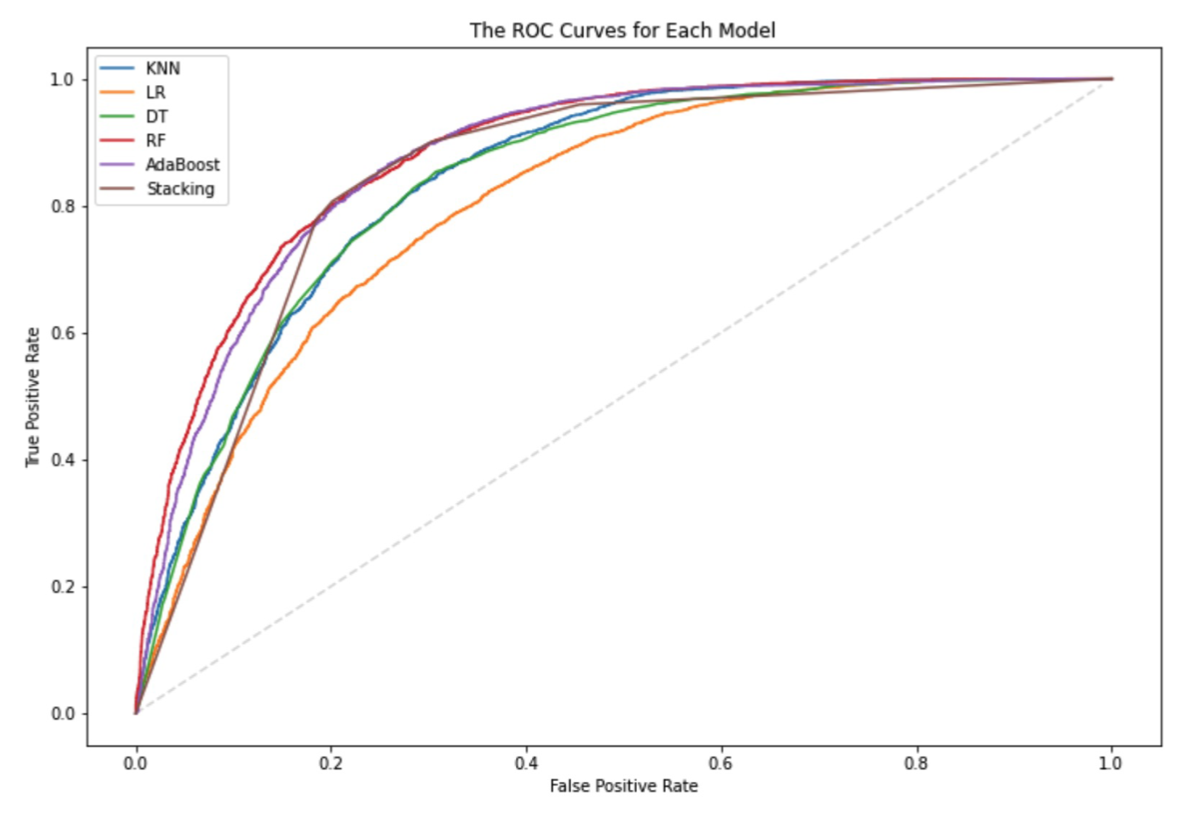 The ROC Curves for Each Model
KNN
LR
DT
RF
AdaBoost
Stacking
True Positive Rate
1.0
0.8
0.6
0.4
0.2
0.0
0.0 0.2 0.4 0.6 0.8 1.0
False Positive Rate